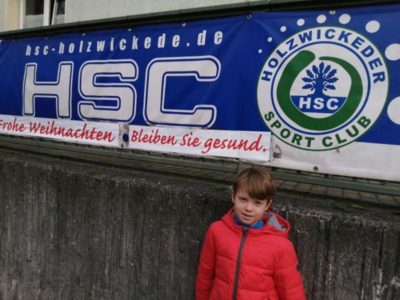 hsc-holzwickede.de
HSC
Frohe Weihnachten Bleiben Sie gesund.
HOLZWICKEDER
HSC
SPORT CLUB